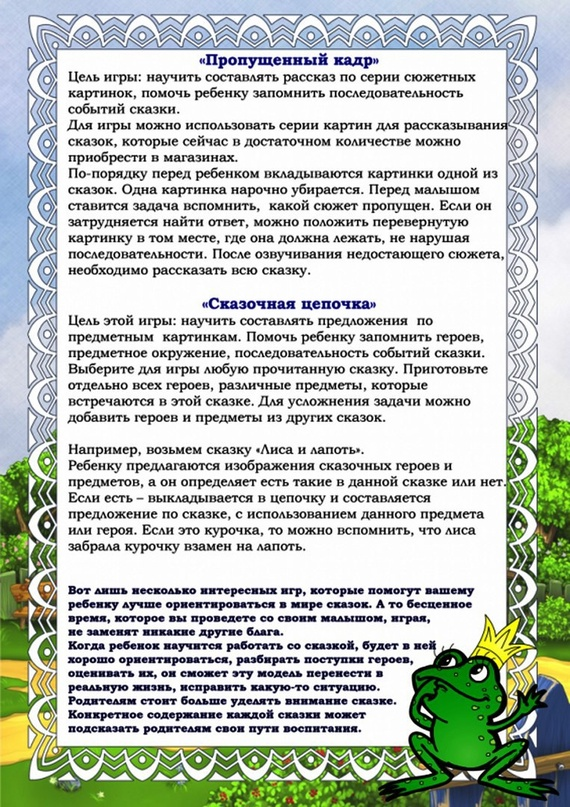 «Пропущенный кадр»
Цель игры: научить составлять рассказ по серии сюжетных
картинок, помочь ребенку запомнить последовательность
событий сказки.
Для игры можно использовать серии картин для рассказывания
сказок, которые сейчас в достаточном количестве можно
приобрести в магазинах.
По-порядку перед ребенком вкладываются картинки одной из
сказок. Одна картинка нарочно убирается. Перед малышом
ставится задача вспомнить, какой сюжет пропущен. Если он
затрудняется найти ответ, можно положить перевернутую
картинку в том месте, где она должна лежать, не нарушая
последовательности. После озвучивания недостающего сюжета,
необходимо рассказать всю сказку.
«Сказочная цепочка»
Цель этой игры: научить составлять предложения по
предметным картинкам. Помочь ребенку запомнить героев,
предметное окружение, последовательность событий сказки.
Выберите для игры любую прочитанную сказку. Приготовьте
отдельно всех героев, различные предметы, которые
встречаются в этой сказке. Для усложнения задачи можно
добавить героев и предметы из других сказок.
Например, возьмем сказку «Лиса и лапоть».
Ребенку предлагаются изображения сказочных героев и
предметов, а он определяет есть такие в данной сказке или нет.
Если есть – выкладывается в цепочку и составляется
предложение по сказке, с использованием данного предмета
или героя. Если это курочка, то можно вспомнить, что лиса
забрала курочку взамен на лапоть.
Вот лишь несколько интересных игр, которые помогут вашему
ребенку лучше ориентироваться в мире сказок. А то бесценное
время, которое вы проведете со своим малышом, играя,
не заменят никакие другие блага.
Когда ребенок научится работать со сказкой, будет в ней
хорошо ориентироваться, разбирать поступки героев,
оценивать их, он сможет эту модель перенести в
реальную жизнь, исправить какую-то ситуацию.
Родителям стоит больше уделять внимание сказке.
Конкретное содержание каждой сказки может
подсказать родителям свои пути воспитания.